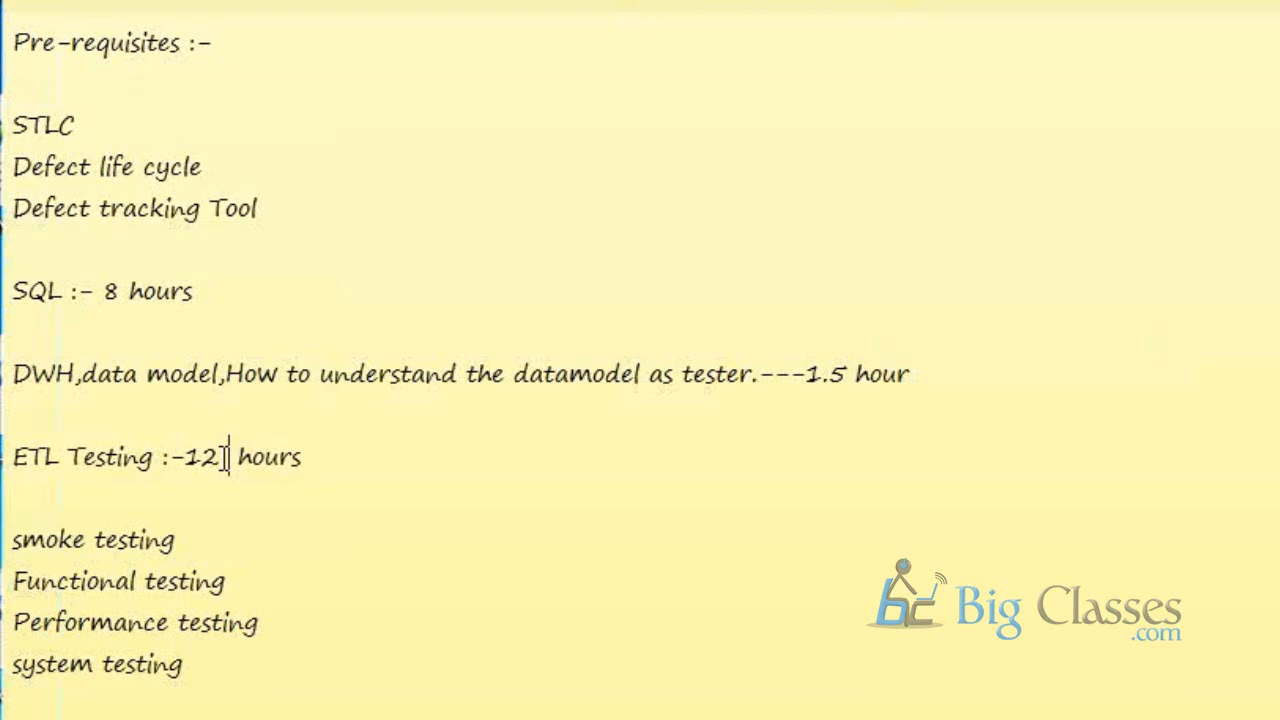 Pre-requisites :-
STLC
Defect life cycle
Defect tracking Tool
SQL :- 8 hours
DWH,data model,How to understand the datamodel as tester.---1.5 hour
ETL Testing :-12 hours
smoke testing
Functional testing
Performance testing
system testing
bc Big Classes
.com